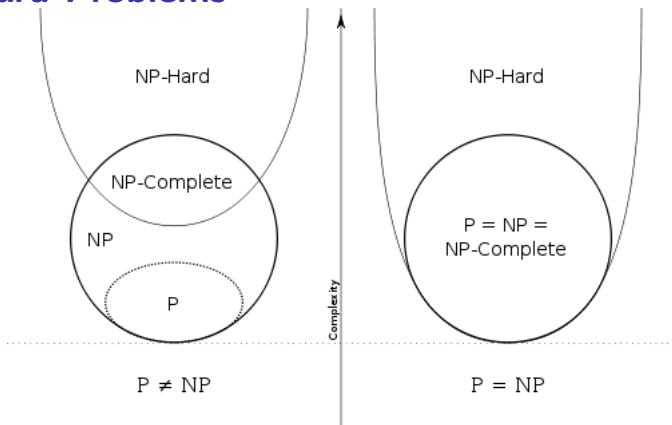 NP-Hard
NP-Complete
NP
P
P ≠ NP
Complexity
NP-Hard
P = NP =
NP-Complete
P = NP